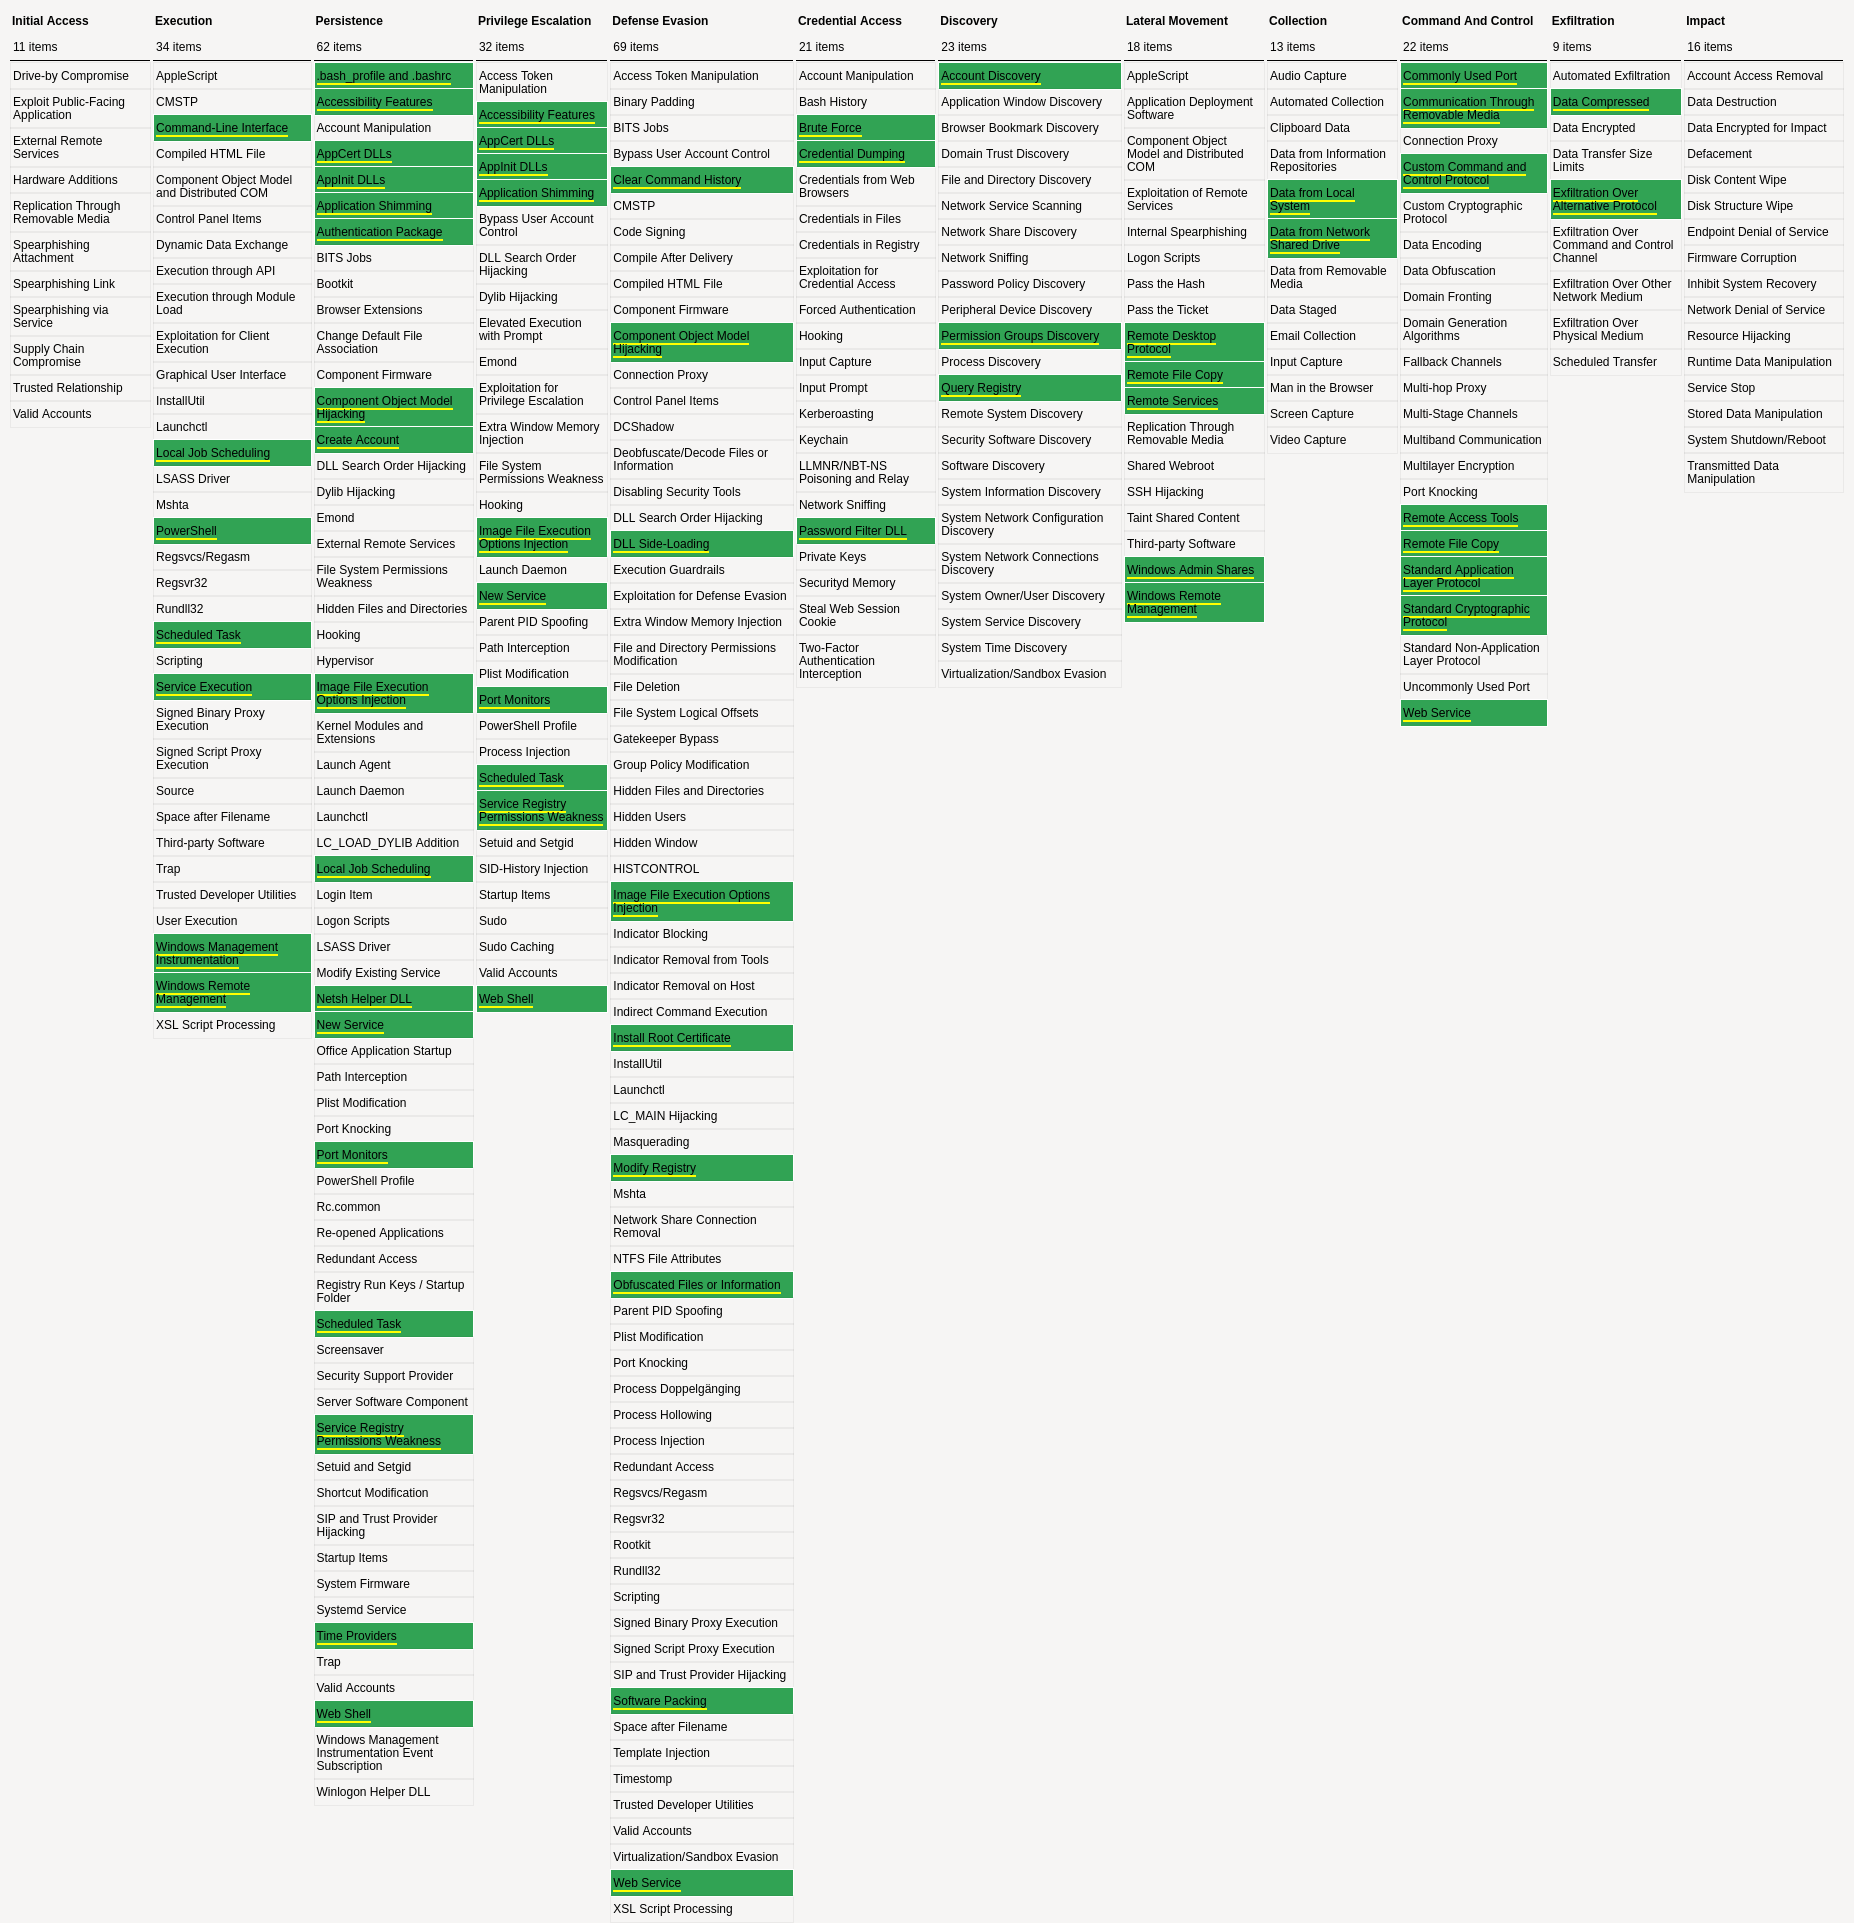 Initial Access
11 items
Drive-by Compromise
Exploit Public-Facing
Application
External Remote
Services
Hardware Additions
Replication Through
Removable Media
Spearphishing
Attachment
Spearphishing Link
Spearphishing via
Service
Supply Chain
Compromise
Trusted Relationship
Valid Accounts
Execution
34 items
AppleScript
CMSTP
Command-Line Interface
Compiled HTML File
Component Object Model
and Distributed COM
Control Panel Items
Dynamic Data Exchange
Execution through API
Execution through Module
Load
Exploitation for Client
Execution
Graphical User Interface
InstallUtil
Launchctl
Local Job Scheduling
LSASS Driver
Mshta
PowerShell
Regsvcs/Regasm
Regsvr32
Rundll32
Scheduled Task
Scripting
Service Execution
Signed Binary Proxy
Execution
Signed Script Proxy
Execution
Source
Space after Filename
Third-party Software
Trap
Trusted Developer Utilities
User Execution
Windows Management
Instrumentation
Windows Remote
Management
XSL Script Processing
Persistence
62 items
.bash_profile and .bashrc
Accessibility Features
Account Manipulation
AppCert DLLs
AppInit DLLs
Application Shimming
Authentication Package
BITS Jobs
Bootkit
Browser Extensions
Change Default File
Association
Component Firmware
Component Object Model
Hijacking
Create Account
DLL Search Order Hijacking
Dylib Hijacking
Emond
External Remote Services
File System Permissions
Weakness
Hidden Files and Directories
Hooking
Hypervisor
Image File Execution
Options Injection
Kernel Modules and
Extensions
Launch Agent
Launch Daemon
Launchctl
LC_LOAD_DYLIB Addition
Local Job Scheduling
Login Item
Logon Scripts
LSASS Driver
Modify Existing Service
Netsh Helper DLL
New Service
Office Application Startup
Path Interception
Plist Modification
Port Knocking
Port Monitors
PowerShell Profile
Rc.common
Re-opened Applications
Redundant Access
Registry Run Keys / Startup
Folder
Scheduled Task
Screensaver
Security Support Provider
Server Software Component
Service Registry
Permissions Weakness
Setuid and Setgid
Shortcut Modification
SIP and Trust Provider
Hijacking
Startup Items
System Firmware
Systemd Service
Time Providers
Trap
Valid Accounts
Web Shell
Windows Management
Instrumentation Event
Subscription
Winlogon Helper DLL
Privilege Escalation
32 items
Access Token
Manipulation
Accessibility Features
AppCert DLLs
AppInit DLLs
Application Shimming
Bypass User Account
Control
DLL Search Order
Hijacking
Dylib Hijacking
Elevated Execution
with Prompt
Emond
Exploitation for
Privilege Escalation
Extra Window Memory
Injection
File System
Permissions Weakness
Hooking
Image File Execution
Options Injection
Launch Daemon
New Service
Parent PID Spoofing
Path Interception
Plist Modification
Port Monitors
PowerShell Profile
Process Injection
Scheduled Task
Service Registry
Permissions Weakness
Setuid and Setgid
SID-History Injection
Startup Items
Sudo
Sudo Caching
Valid Accounts
Web Shell
Defense Evasion
69 items
Access Token Manipulation
Binary Padding
BITS Jobs
Bypass User Account Control
Clear Command History
CMSTP
Code Signing
Compile After Delivery
Compiled HTML File
Component Firmware
Component Object Model
Hijacking
Connection Proxy
Control Panel Items
DCShadow
Deobfuscate/Decode Files or
Information
Disabling Security Tools
DLL Search Order Hijacking
DLL Side-Loading
Execution Guardrails
Exploitation for Defense Evasion
Extra Window Memory Injection
File and Directory Permissions
Modification
File Deletion
File System Logical Offsets
Gatekeeper Bypass
Group Policy Modification
Hidden Files and Directories
Hidden Users
Hidden Window
HISTCONTROL
Image File Execution Options
Injection
Indicator Blocking
Indicator Removal from Tools
Indicator Removal on Host
Indirect Command Execution
Install Root Certificate
InstallUtil
Launchctl
LC_MAIN Hijacking
Masquerading
Modify Registry
Mshta
Network Share Connection
Removal
NTFS File Attributes
Obfuscated Files or Information
Parent PID Spoofing
Plist Modification
Port Knocking
Process Doppelgänging
Process Hollowing
Process Injection
Redundant Access
Regsvcs/Regasm
Regsvr32
Rootkit
Rundll32
Scripting
Signed Binary Proxy Execution
Signed Script Proxy Execution
SIP and Trust Provider Hijacking
Software Packing
Space after Filename
Template Injection
Timestomp
Trusted Developer Utilities
Valid Accounts
Virtualization/Sandbox Evasion
Web Service
XSL Script Processing
Credential Access
21 items
Account Manipulation
Bash History
Brute Force
Credential Dumping
Credentials from Web
Browsers
Credentials in Files
Credentials in Registry
Exploitation for
Credential Access
Forced Authentication
Hooking
Input Capture
Input Prompt
Kerberoasting
Keychain
LLMNR/NBT-NS
Poisoning and Relay
Network Sniffing
Password Filter DLL
Private Keys
Securityd Memory
Steal Web Session
Cookie
Two-Factor
Authentication
Interception
Discovery
23 items
Account Discovery
Application Window Discovery
Browser Bookmark Discovery
Domain Trust Discovery
File and Directory Discovery
Network Service Scanning
Network Share Discovery
Network Sniffing
Password Policy Discovery
Peripheral Device Discovery
Permission Groups Discovery
Process Discovery
Query Registry
Remote System Discovery
Security Software Discovery
Software Discovery
System Information Discovery
System Network Configuration
Discovery
System Network Connections
Discovery
System Owner/User Discovery
System Service Discovery
System Time Discovery
Virtualization/Sandbox Evasion
Lateral Movement
18 items
AppleScript
Application Deployment
Software
Component Object
Model and Distributed
COM
Exploitation of Remote
Services
Internal Spearphishing
Logon Scripts
Pass the Hash
Pass the Ticket
Remote Desktop
Protocol
Remote File Copy
Remote Services
Replication Through
Removable Media
Shared Webroot
SSH Hijacking
Taint Shared Content
Third-party Software
Windows Admin Shares
Windows Remote
Management
Collection
13 items
Audio Capture
Automated Collection
Clipboard Data
Data from Information
Repositories
Data from Local
System
Data from Network
Shared Drive
Data from Removable
Media
Data Staged
Email Collection
Input Capture
Man in the Browser
Screen Capture
Video Capture
Command And Control
22 items
Commonly Used Port
Communication Through
Removable Media
Connection Proxy
Custom Command and
Control Protocol
Custom Cryptographic
Protocol
Data Encoding
Data Obfuscation
Domain Fronting
Domain Generation
Algorithms
Fallback Channels
Multi-hop Proxy
Multi-Stage Channels
Multiband Communication
Multilayer Encryption
Port Knocking
Remote Access Tools
Remote File Copy
Standard Application
Layer Protocol
Standard Cryptographic
Protocol
Standard Non-Application
Layer Protocol
Uncommonly Used Port
Web Service
Exfiltration
9 items
Automated Exfiltration
Data Compressed
Data Encrypted
Data Transfer Size
Limits
Exfiltration Over
Alternative Protocol
Exfiltration Over
Command and Control
Channel
Exfiltration Over Other
Network Medium
Exfiltration Over
Physical Medium
Scheduled Transfer
Impact
16 items
Account Access Removal
Data Destruction
Data Encrypted for Impact
Defacement
Disk Content Wipe
Disk Structure Wipe
Endpoint Denial of Service
Firmware Corruption
Inhibit System Recovery
Network Denial of Service
Resource Hijacking
Runtime Data Manipulation
Service Stop
Stored Data Manipulation
System Shutdown/Reboot
Transmitted Data
Manipulation